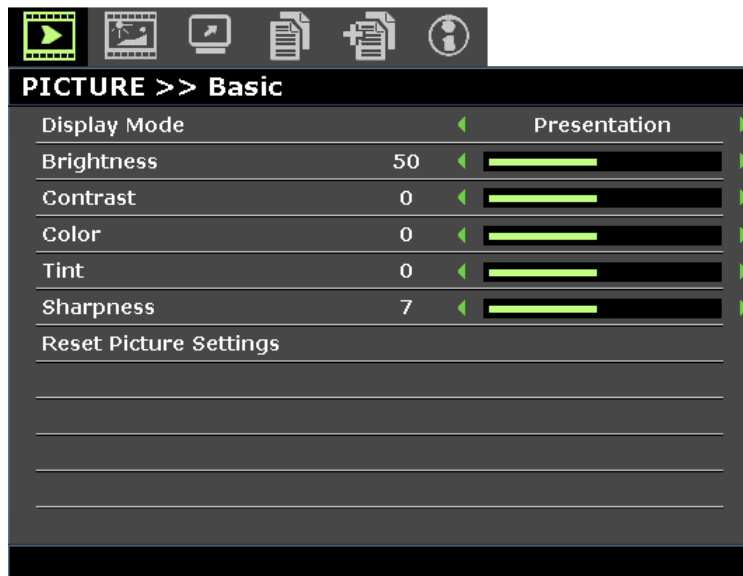 PICTURE >> Basic
Display Mode Presentation
Brightness 50
Contrast 0
Color 0
Tint 0
Sharpness 7
Reset Picture Settings